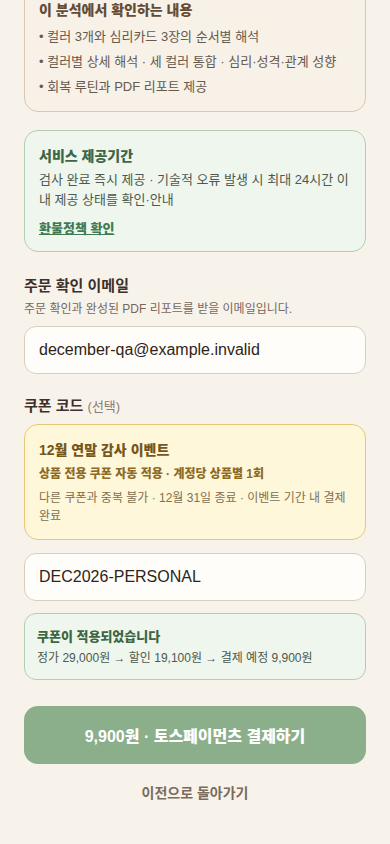 이 분석에서 확인하는 내용
• 컬러 3개와 심리카드 3장의 순서별 해석
• 컬러별 상세 해석 · 세 컬러 통합 · 심리·성격·관계 성향
• 회복 루틴과 PDF 리포트 제공
서비스 제공기간
검사 완료 즉시 제공 · 기술적 오류 발생 시 최대 24시간 이
내 제공 상태를 확인·안내
환불정책 확인
주문 확인 이메일
주문 확인과 완성된 PDF 리포트를 받을 이메일입니다.
december-qa@example.invalid
쿠폰 코드 (선택)
12월 연말 감사 이벤트
상품 전용 쿠폰 자동 적용 · 계정당 상품별 1회
다른 쿠폰과 중복 불가 · 12월 31일 종료 · 이벤트 기간 내 결제
완료
DEC2026-PERSONAL
쿠폰이 적용되었습니다
정가 29,000원 → 할인 19,100원 → 결제 예정 9,900원
9,900원 · 토스페이먼츠 결제하기
이전으로 돌아가기